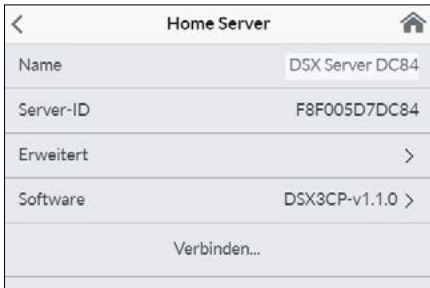 Home Server
Name DSX Server DC84
Server-ID F8F005D7DC84
Erweitert
Software DSX3CP-v1.1.0
Verbinden...